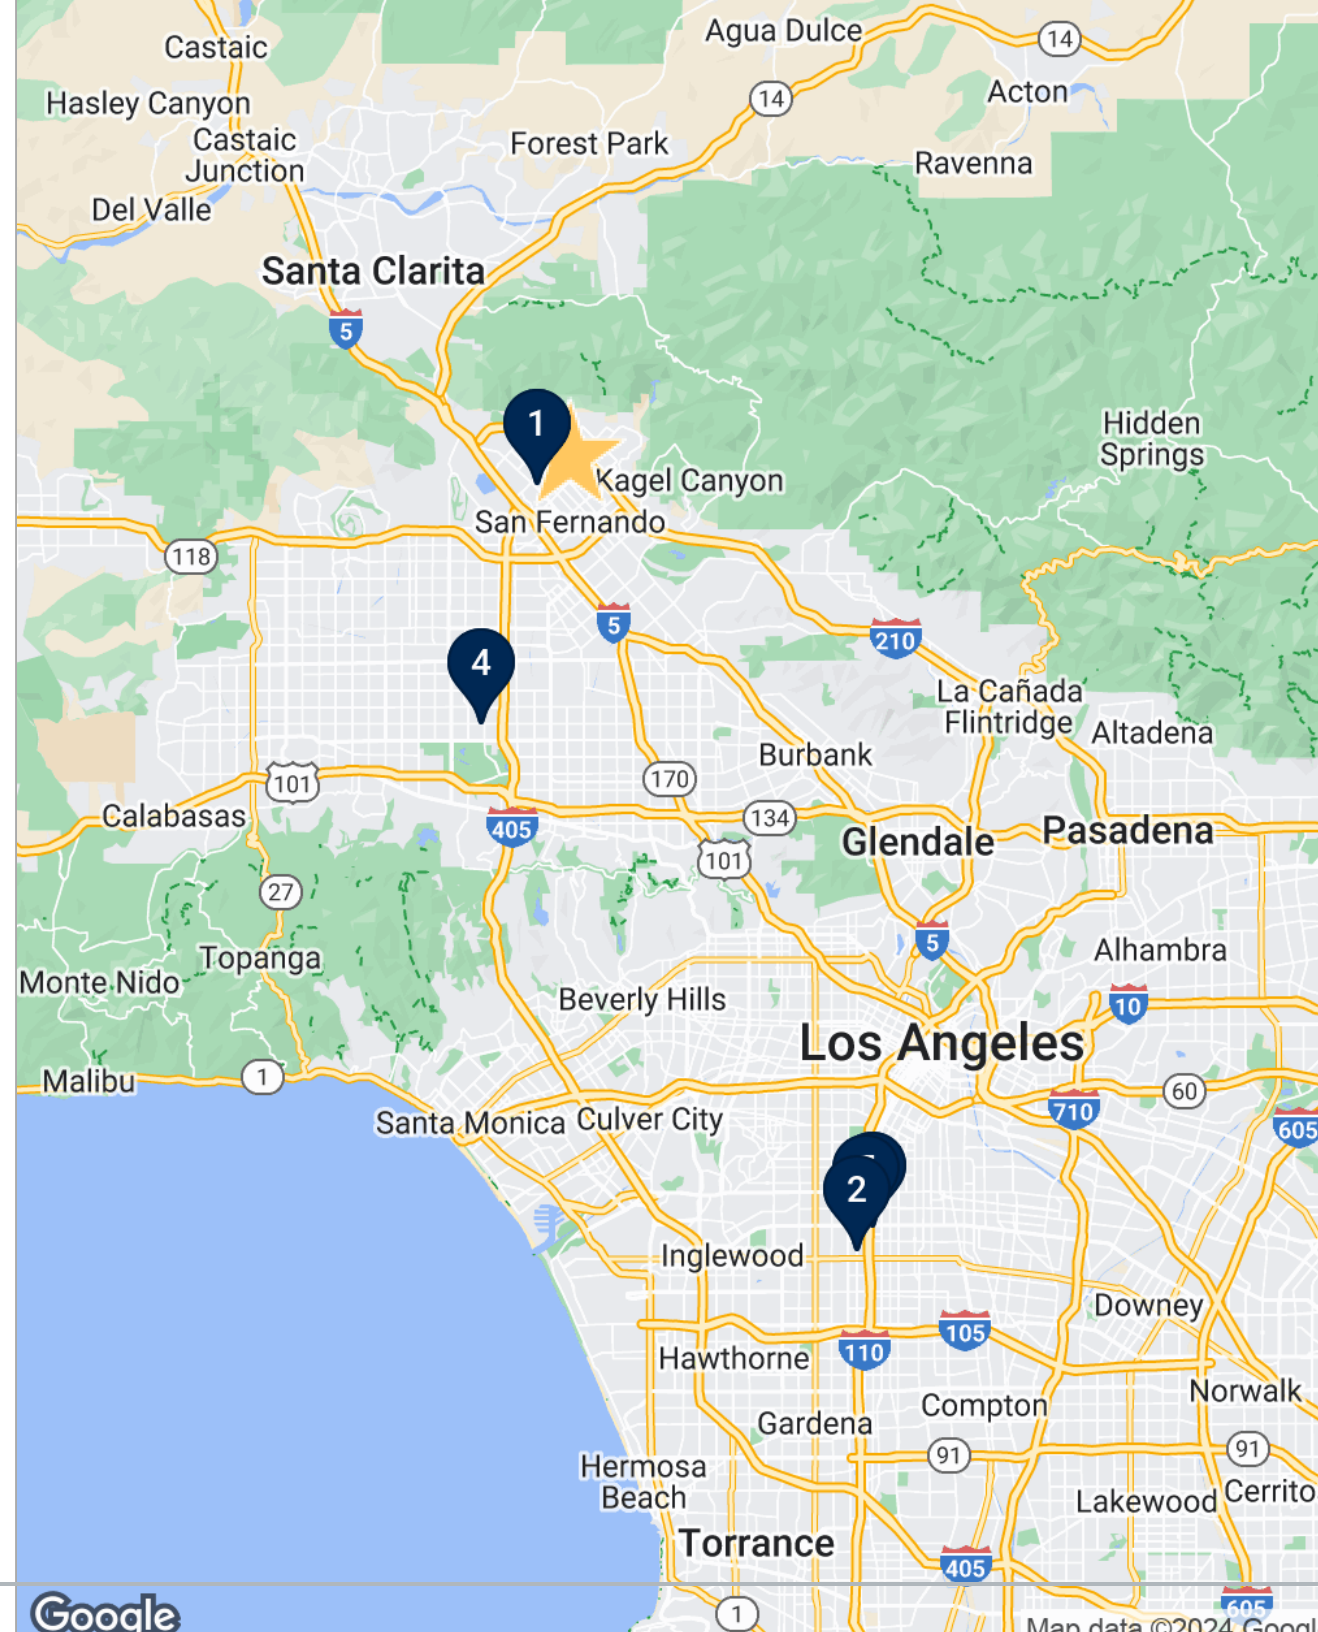 Castaic
Agua Dulce
14
14
Acton
Hasley Canyon
Castaic
Junction
Forest Park
Ravenna
Del Valle
Santa Clarita
5
1
Hidden
Springs
Kagel Canyon
San Fernando
118
5
210
4
La Cañada
Flintridge
Altadena
Burbank
101
170
Calabasas
134
405
Glendale
Pasadena
101
27
5
Alhambra
Topanga
Monte Nido
Beverly Hills
10
Los Angeles
1
Malibu
60
710
Santa Monica
Culver City
605
2
Inglewood
Downey
105
110
Hawthorne
Norwalk
Compton
Gardena
91
91
Hermosa
Beach
Lakewood
Cerrito
Torrance
405
605
1
Google
Map data ©2024 Googl